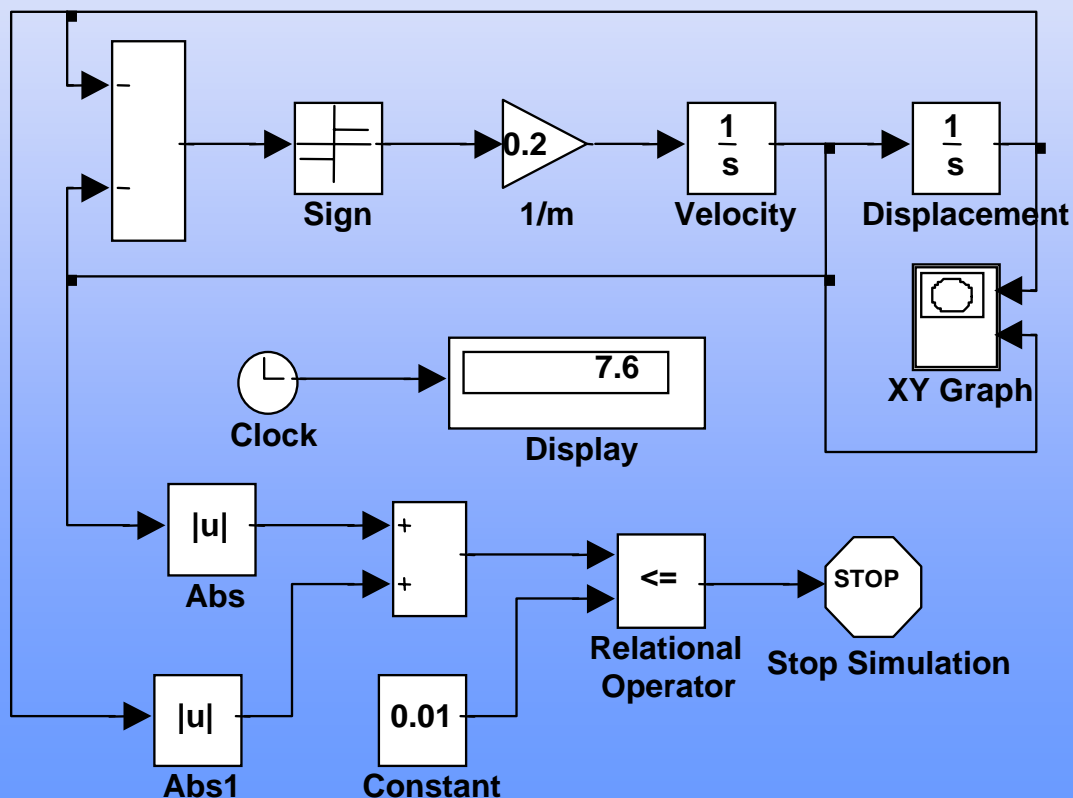 −
−
Sign
0.2
1/m
1
s
Velocity
1
s
Displacement
XY Graph
Clock
7.6
Display
|u|
Abs
+
+
<=
Relational
Operator
STOP
Stop Simulation
|u|
Abs1
0.01
Constant